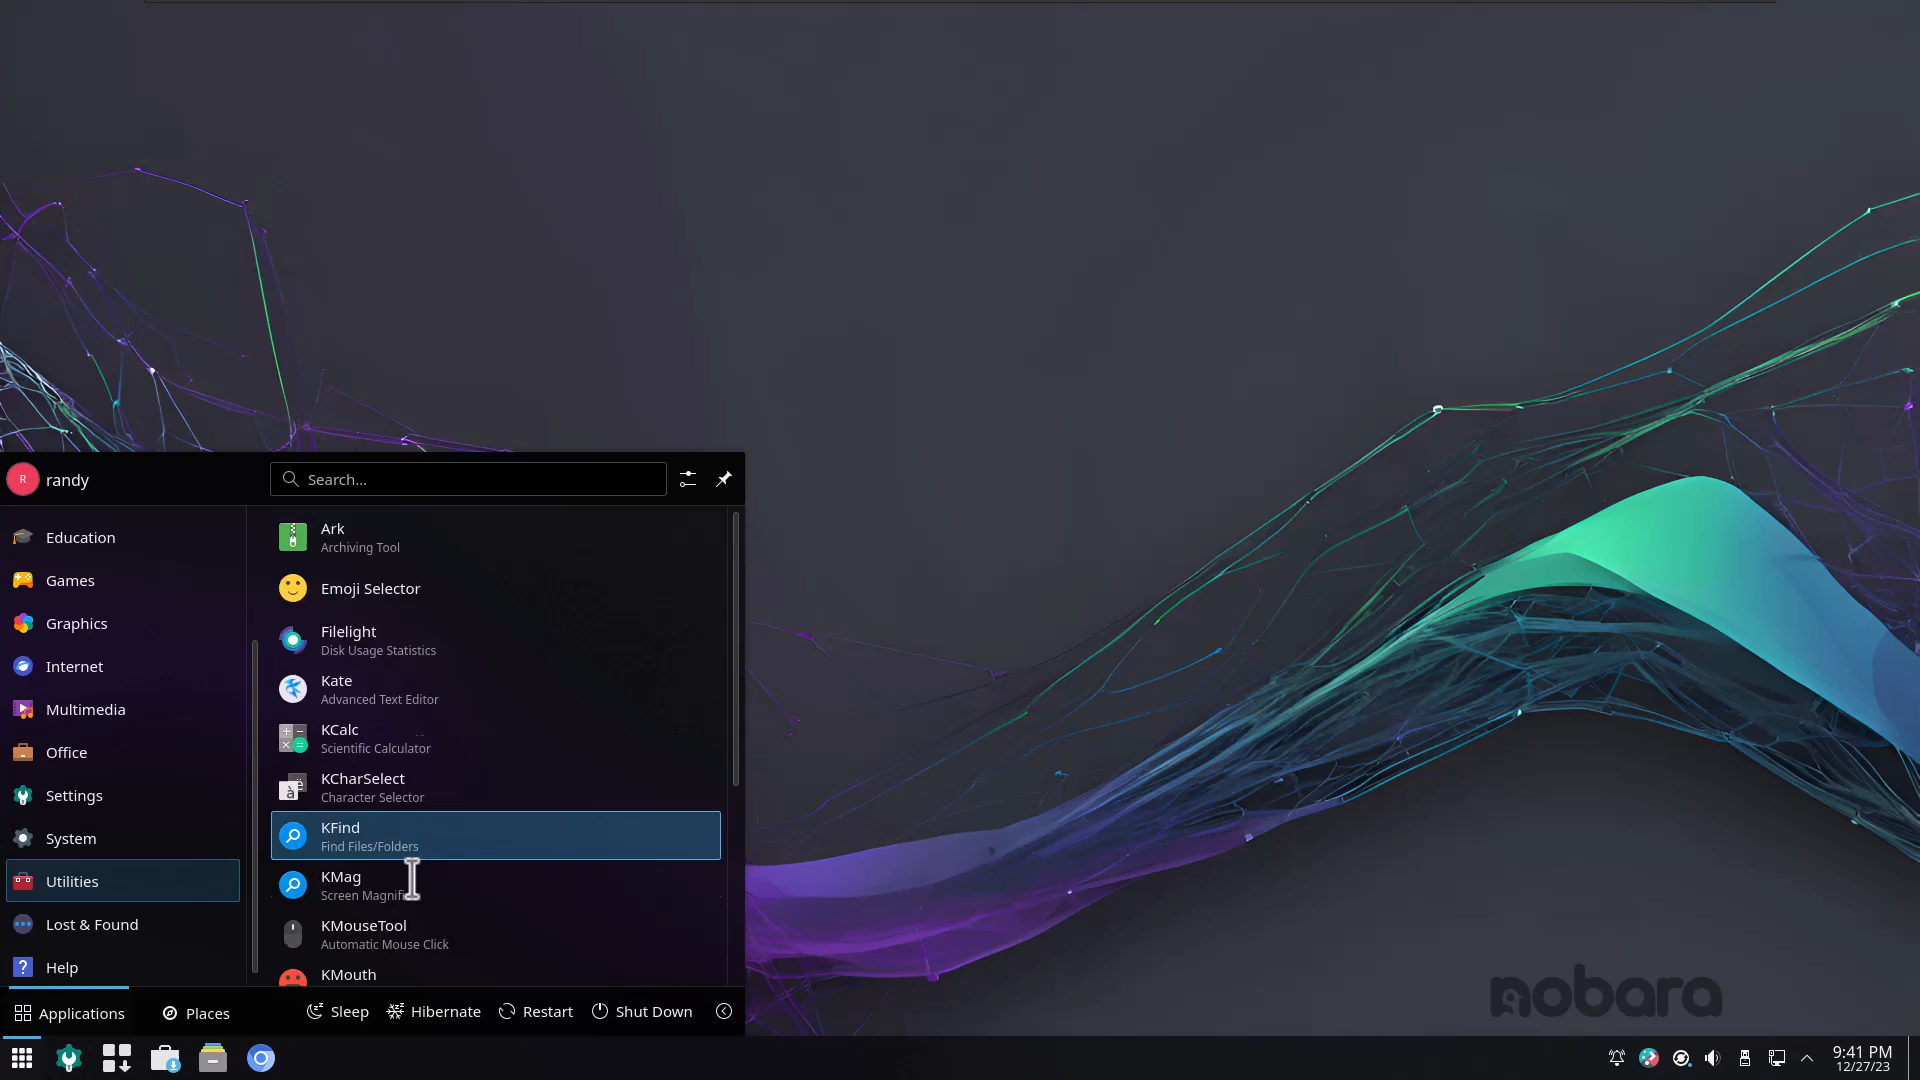 R
randy
Search...
Education
Games
Graphics
Internet
Multimedia
Office
Settings
System
Utilities
Lost & Found
? Help
Ark
Archiving Tool
Emoji Selector
Filelight
Disk Usage Statistics
Kate
Advanced Text Editor
KCalc
Scientific Calculator
à ë
KCharSelect
Character Selector
KFind
Find Files/Folders
KMag
Screen Magnifi
KMouseTool
Automatic Mouse Click
KMouth
Applications
Places
Sleep
Hibernate
Restart
Shut Down
nobara
9:41 PM
12/27/23